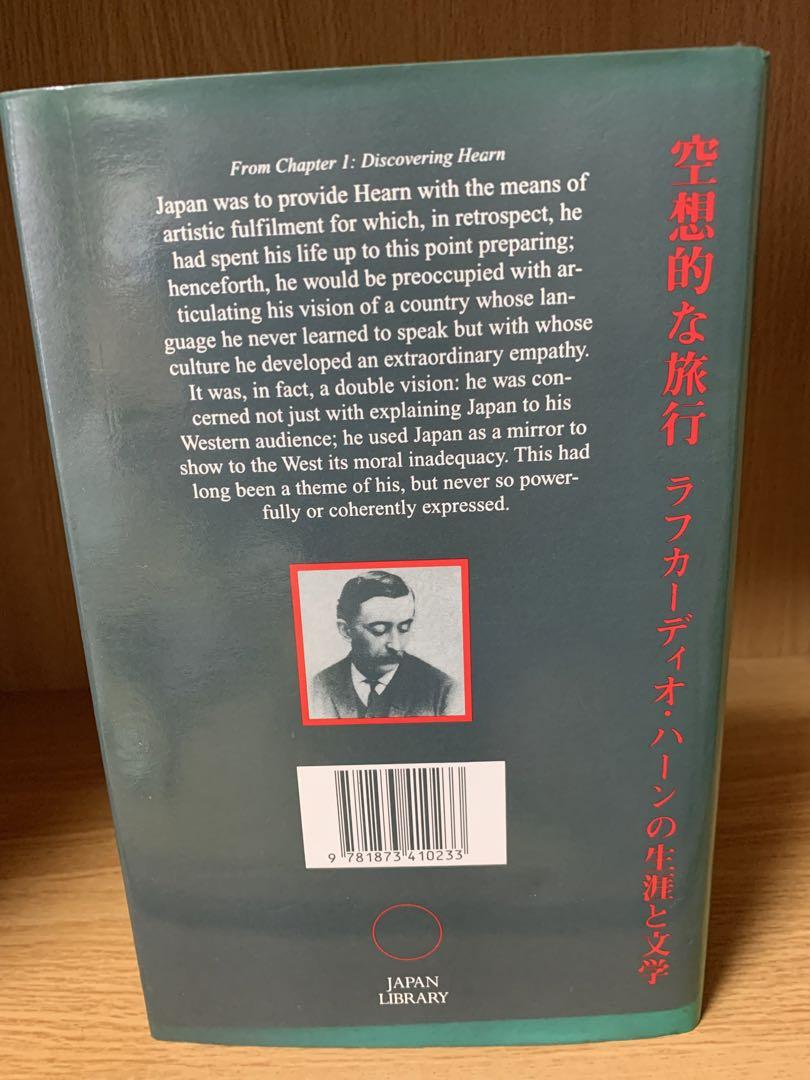 From Chapter 1: Discovering Hearn
Japan was to provide Hearn with the means of
artistic fulfilment for which, in retrospect, he
had spent his life up to this point preparing;
henceforth, he would be preoccupied with ar-
ticulating his vision of a country whose lan-
guage he never learned to speak but with whose
culture he developed an extraordinary empathy.
It was, in fact, a double vision: he was con-
cerned not just with explaining Japan to his
Western audience; he used Japan as a mirror to
show to the West its moral inadequacy. This had
long been a theme of his, but never so power-
fully or coherently expressed.
9 781873 410233
JAPAN
LIBRARY
空想的な旅行 ラフカーディオ・ハーンの生涯と文学